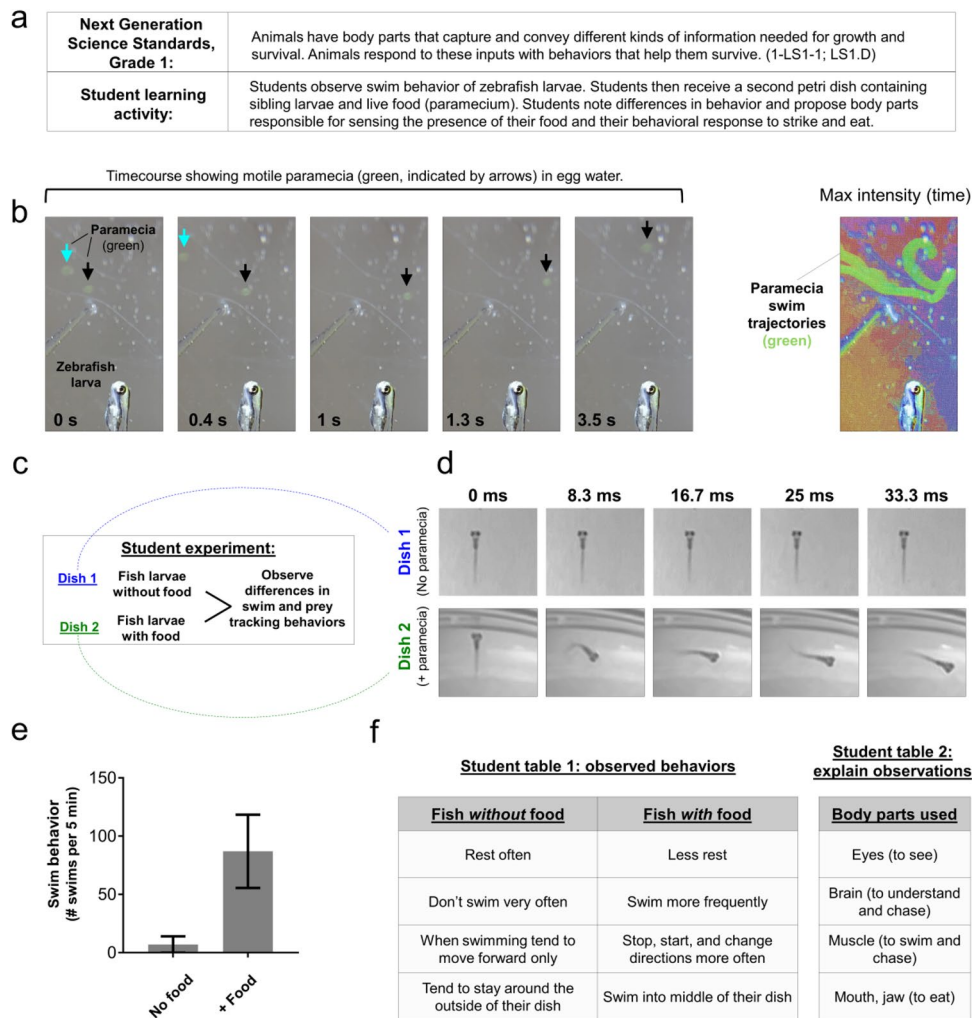 a
Next Generation
Science Standards,
Grade 1:
Animals have body parts that capture and convey different kinds of information needed for growth and
survival. Animals respond to these inputs with behaviors that help them survive. (1-LS1-1; LS1.D)
Student learning
activity:
Students observe swim behavior of zebrafish larvae. Students then receive a second petri dish containing
sibling larvae and live food (paramecium). Students note differences in behavior and propose body parts
responsible for sensing the presence of their food and their behavioral response to strike and eat.
Timecourse showing motile paramecia (green, indicated by arrows) in egg water.
b
Paramecia
(green)
Zebrafish
larva
0 s
0.4 s
1 s
1.3 s
3.5 s
Max intensity (time)
Paramecia
swim
trajectories
(green)
c
Student experiment:
Dish 1
Fish larvae
without food
Dish 2
Fish larvae
with food
Observe
differences in
swim and prey
tracking behaviors
d
0 ms
8.3 ms
16.7 ms
25 ms
33.3 ms
Dish 1
(No paramecia)
Dish 2
(+ paramecia)
e
Swim behavior
(# swims per 5 min)
150
100
50
0
No food
+ Food
f
Student table 1: observed behaviors
Fish without food
Fish with food
Rest often
Less rest
Don't swim very often
Swim more frequently
When swimming tend to
move forward only
Stop, start, and change
directions more often
Tend to stay around the
outside of their dish
Swim into middle of their dish
Student table 2:
explain observations
Body parts used
Eyes (to see)
Brain (to understand
and chase)
Muscle (to swim and
chase)
Mouth, jaw (to eat)